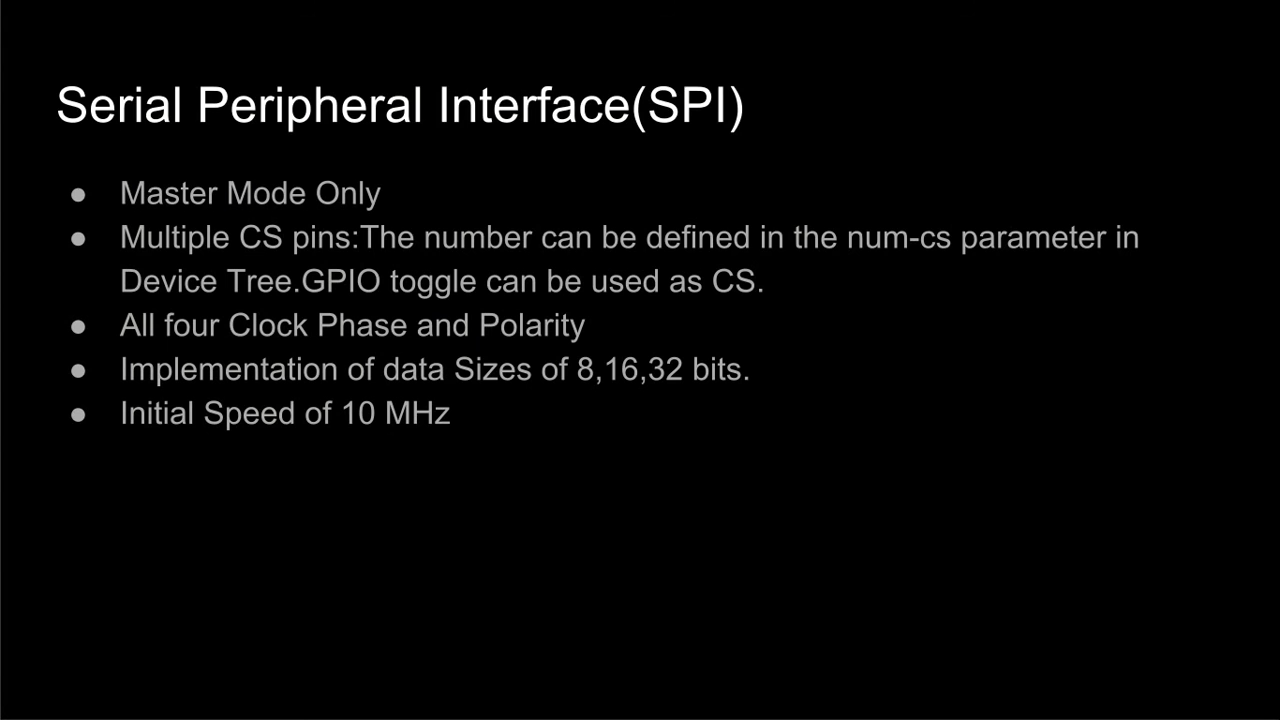 Serial Peripheral Interface(SPI)
● Master Mode Only
● Multiple CS pins:The number can be defined in the num-cs parameter in
Device Tree.GPIO toggle can be used as CS.
● All four Clock Phase and Polarity
● Implementation of data Sizes of 8,16,32 bits.
● Initial Speed of 10 MHz